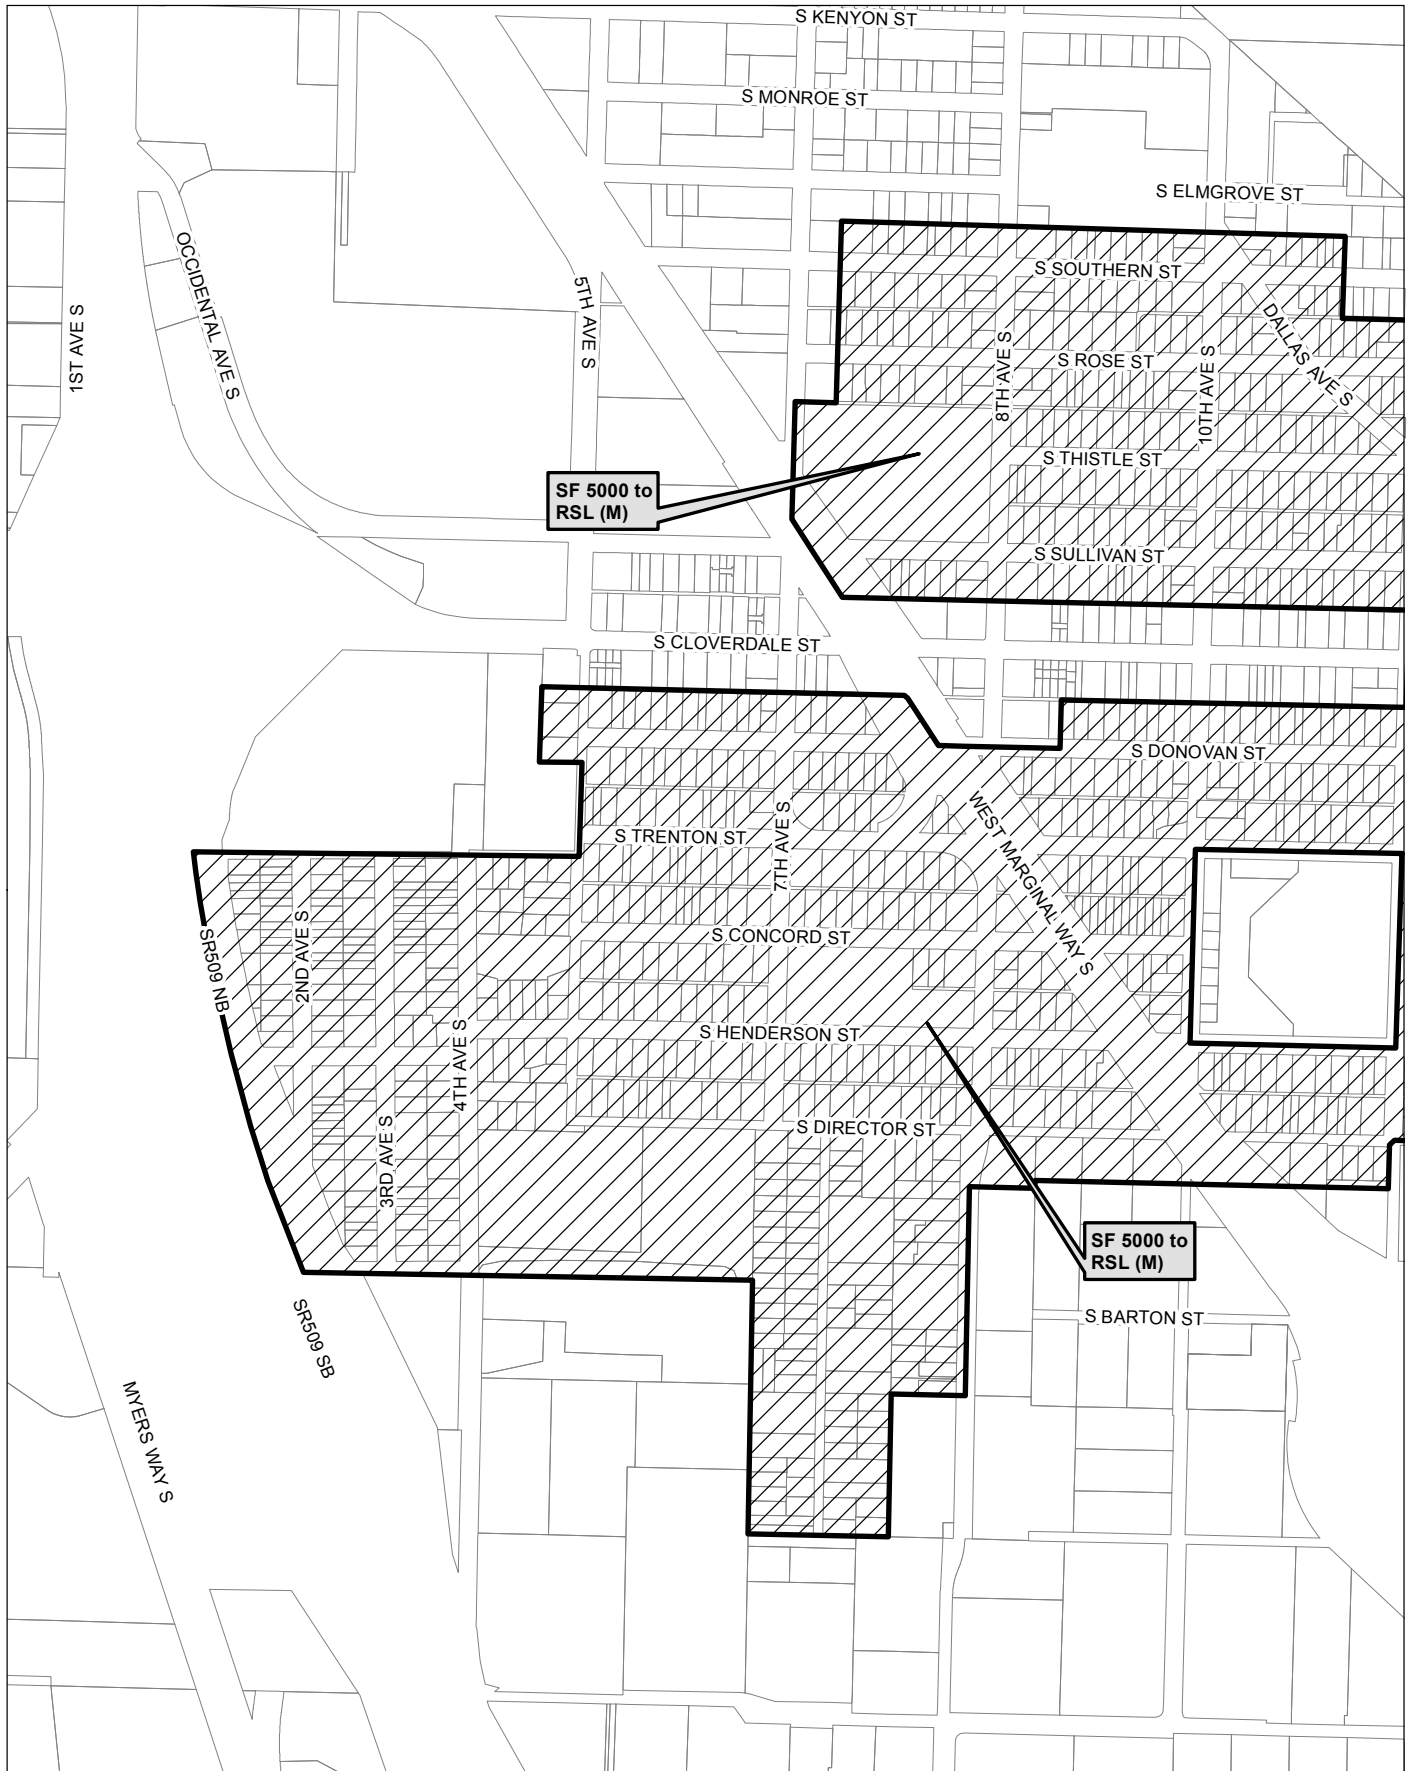 S KENYON ST
S MONROE ST
S ELMGROVE ST
OCCIDENTAL AVE S
S SOUTHERN ST
5TH AVE S
1ST AVE S
DALLAS AVE S
8TH AVE S
S ROSE ST
10TH AVE S
S THISTLE ST
SF 5000 to
RSL (M)
S SULLIVAN ST
S CLOVERDALE ST
S DONOVAN ST
S TRENTON ST
7TH AVE S
WEST MARGINAL WAY S
2ND AVE S
SR509 NB
S CONCORD ST
S HENDERSON ST
4TH AVE S
S DIRECTOR ST
3RD AVE S
SF 5000 to
RSL (M)
S BARTON ST
SR509 SB
MYERS WAY S